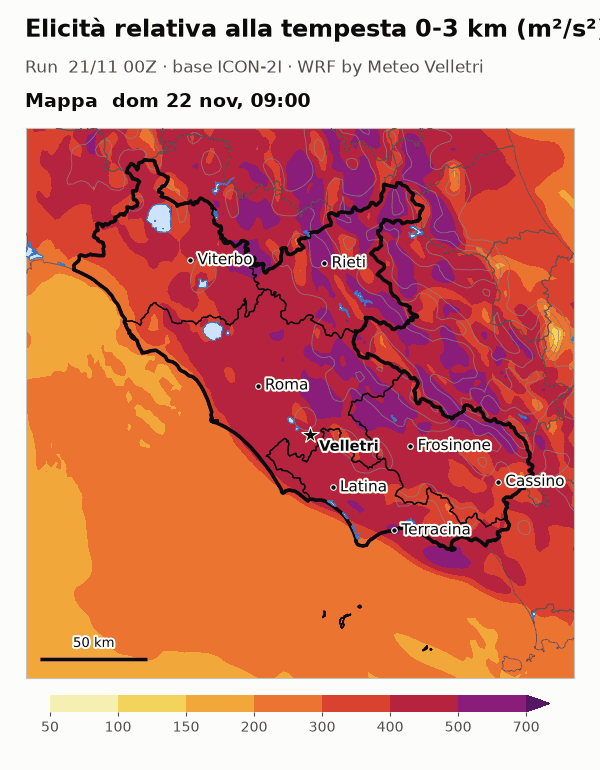 Elicità relativa alla tempesta 0-3 km (m²/s²)
Run 21/11 00Z · base ICON-2I · WRF by Meteo Velletri
Mappa dom 22 nov, 09:00
Viterbo
Rieti
Roma
Velletri
Frosinone
Cassino
Latina
Terracina
50 km
50 100 150 200 300 400 500 700